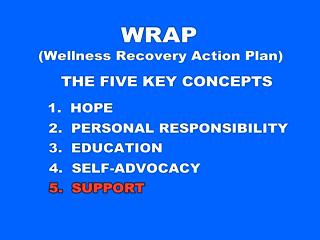 WRAP
(Wellness Recovery Action Plan)
THE FIVE KEY CONCEPTS
1. HOPE
2. PERSONAL RESPONSIBILITY
3. EDUCATION
4. SELF-ADVOCACY
5. SUPPORT